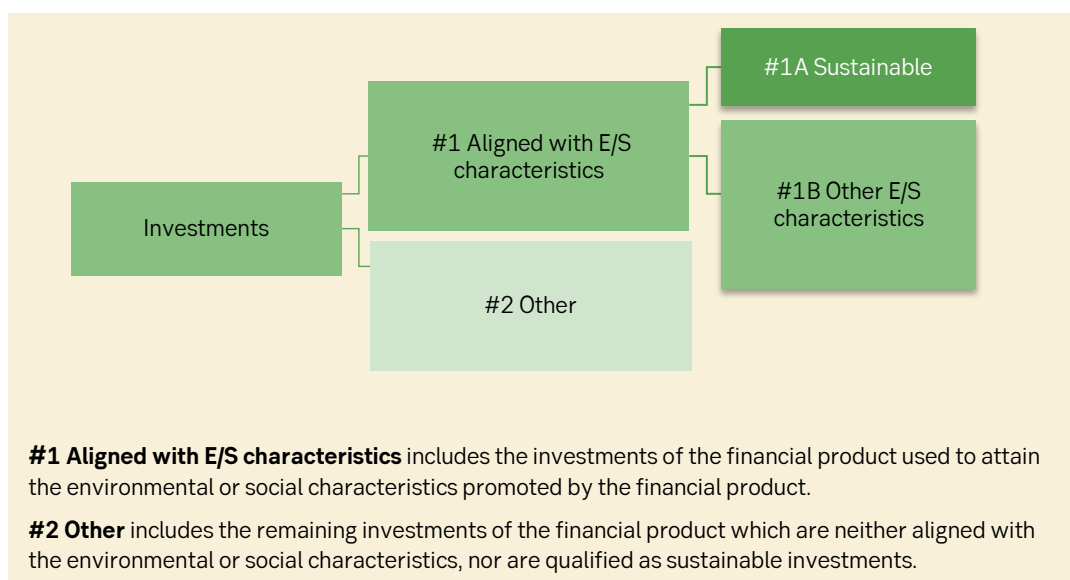 #1A Sustainable
#1 Aligned with E/S
characteristics
#1B Other E/S
characteristics
Investments
#2 Other
#1 Aligned with E/S characteristics includes the investments of the financial product used to attain
the environmental or social characteristics promoted by the financial product.
#2 Other includes the remaining investments of the financial product which are neither aligned with
the environmental or social characteristics, nor are qualified as sustainable investments.